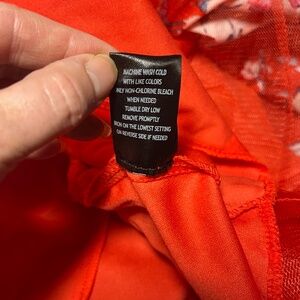 MACHINE WASH COLD
WITH LIKE COLORS
ONLY NON-CHLORINE BLEACH
WHEN NEEDED
TUMBLE DRY LOW
REMOVE PROMPTLY
IRON ON THE LOWEST SETTING
ON REVERSE SIDE IF NEEDED